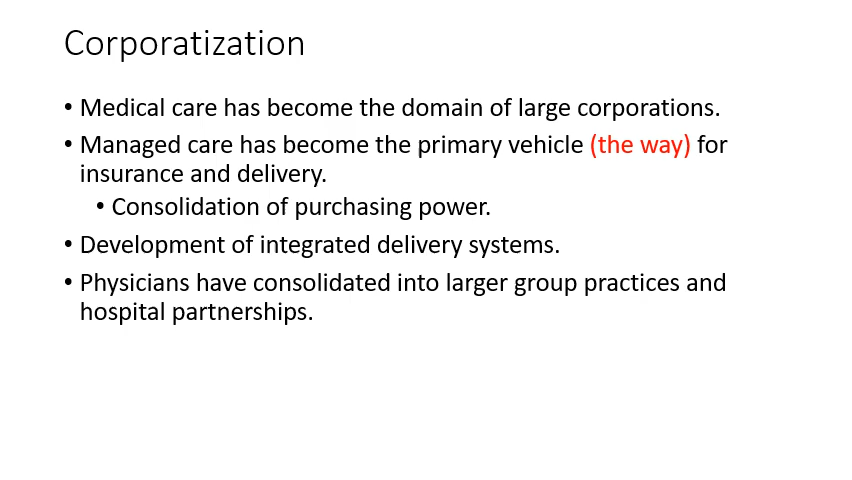 Corporatization
• Medical care has become the domain of large corporations.
• Managed care has become the primary vehicle (the way) for
insurance and delivery.
• Consolidation of purchasing power.
• Development of integrated delivery systems.
• Physicians have consolidated into larger group practices and
hospital partnerships.